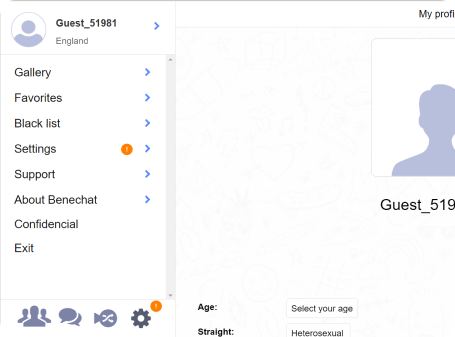 Guest_51981
England
Gallery
Favorites
Black list
Settings
Support
About Benechat
Confidencial
Exit
My profi
Guest_519
Age:
Select your age
Straight:
Heterosexual